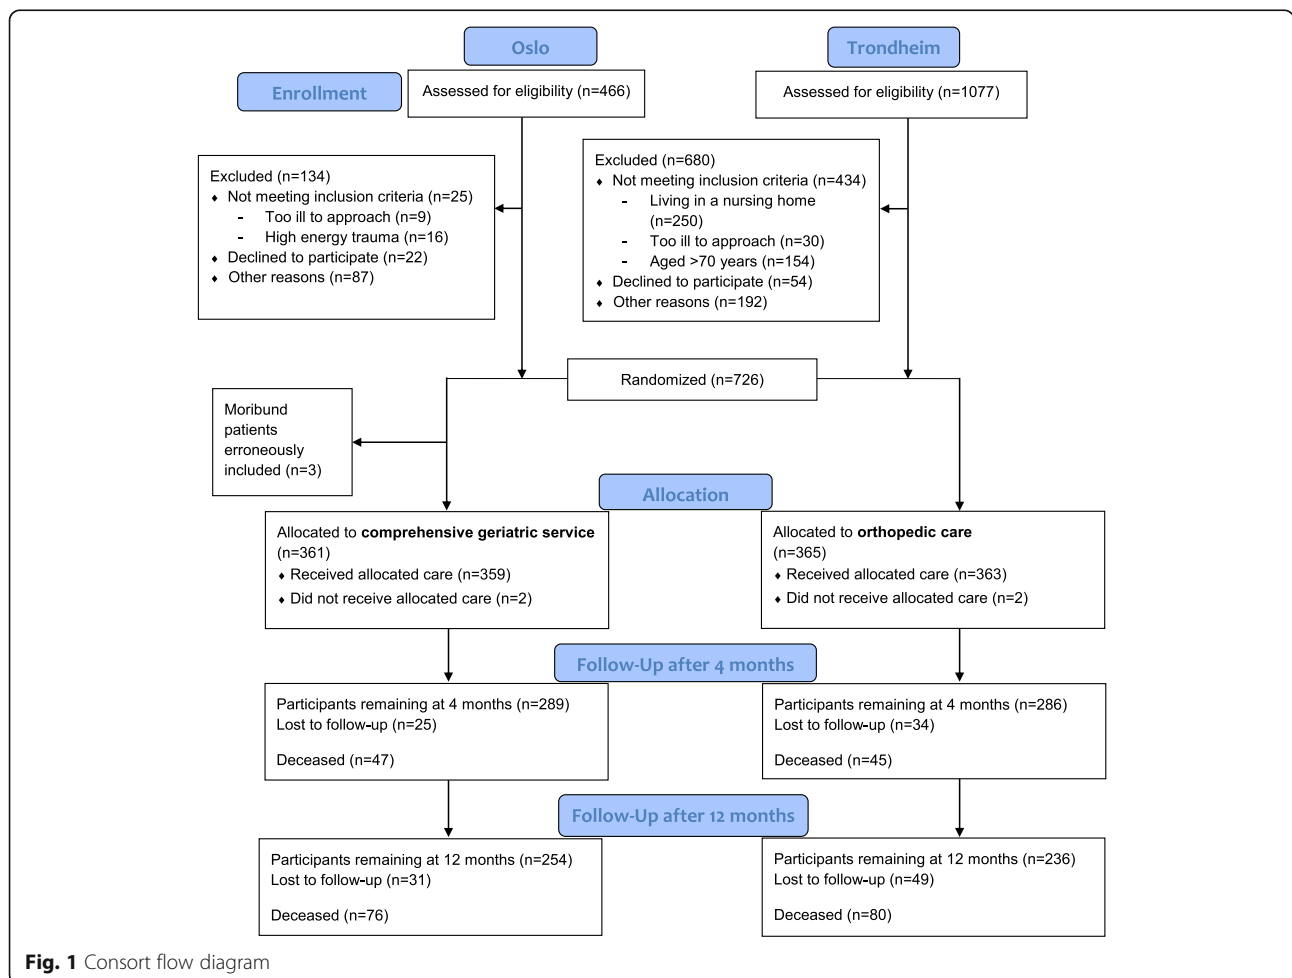 Oslo
Trondheim
Enrollment
Assessed for eligibility (n=466)
Assessed for eligibility (n=1077)
Excluded (n=134)
♦ Not meeting inclusion criteria (n=25)
- Too ill to approach (n=9)
- High energy trauma (n=16)
♦ Declined to participate (n=22)
♦ Other reasons (n=87)
Excluded (n=680)
♦ Not meeting inclusion criteria (n=434)
- Living in a nursing home
(n=250)
- Too ill to approach (n=30)
- Aged >70 years (n=154)
♦ Declined to participate (n=54)
♦ Other reasons (n=192)
Randomized (n=726)
Moribund
patients
erroneously
included (n=3)
Allocation
Allocated to comprehensive geriatric service
(n=361)
♦ Received allocated care (n=359)
♦ Did not receive allocated care (n=2)
Allocated to orthopedic care
(n=365)
♦ Received allocated care (n=363)
♦ Did not receive allocated care (n=2)
Follow-Up after 4 months
Participants remaining at 4 months (n=289)
Lost to follow-up (n=25)
Deceased (n=47)
Participants remaining at 4 months (n=286)
Lost to follow-up (n=34)
Deceased (n=45)
Follow-Up after 12 months
Participants remaining at 12 months (n=254)
Lost to follow-up (n=31)
Deceased (n=76)
Participants remaining at 12 months (n=236)
Lost to follow-up (n=49)
Deceased (n=80)
Fig. 1 Consort flow diagram